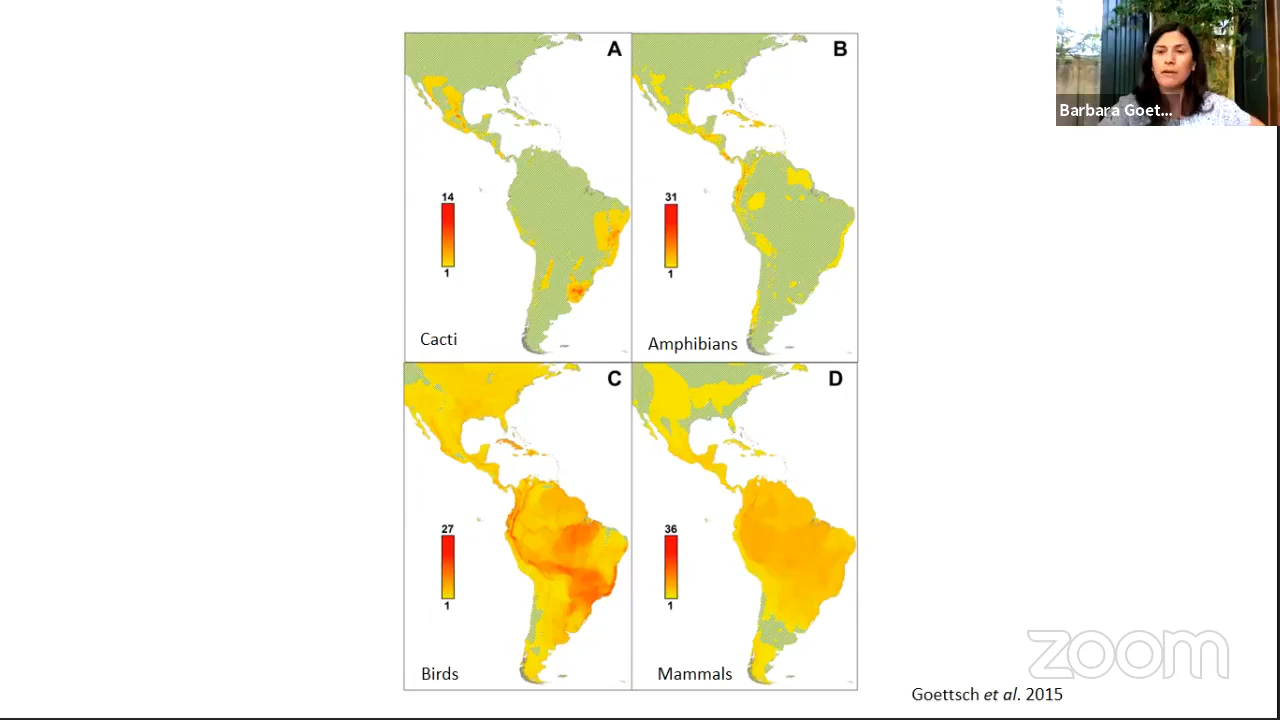 A
B
14
1
31
1
Cacti
Amphibians
C
D
27
1
36
1
Birds
Mammals
Barbara Goet...
zoom
Goettsch et al. 2015